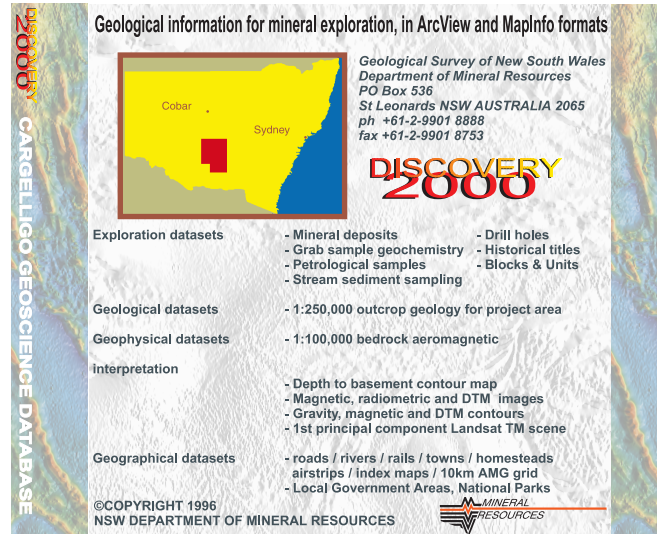 Geological information for mineral exploration, in ArcView and MapInfo formats
DISCOVERY
2000
CARGELLIGO GEOSCIENCE DATABASE
Cobar
Sydney
Geological Survey of New South Wales
Department of Mineral Resources
PO Box 536
St Leonards NSW AUSTRALIA 2065
ph +61-2-9901 8888
fax +61-2-9901 8753
DISCOVERY
2000
Exploration datasets - Mineral deposits - Drill holes
- Grab sample geochemistry - Historical titles
- Petrological samples - Blocks & Units
- Stream sediment sampling
Geological datasets - 1:250,000 outcrop geology for project area
Geophysical datasets - 1:100,000 bedrock aeromagnetic
interpretation
- Depth to basement contour map
- Magnetic, radiometric and DTM images
- Gravity, magnetic and DTM contours
- 1st principal component Landsat TM scene
Geographical datasets - roads / rivers / rails / towns / homesteads
airstrips / index maps / 10km AMG grid
- Local Government Areas, National Parks
©COPYRIGHT 1996
NSW DEPARTMENT OF MINERAL RESOURCES
MINERAL
RESOURCES